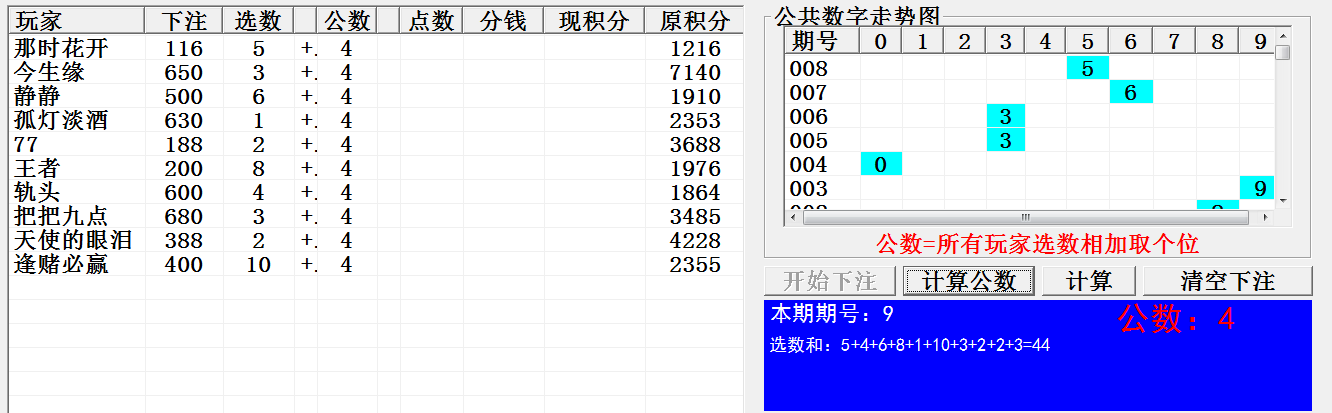 玩家 下注 选数 公数 点数 分钱 现积分 原积分
那时花开 116 5 +. 4 1216
今生缘 650 3 +. 4 7140
静静 500 6 +. 4 1910
孤灯淡酒 630 1 +. 4 2353
77 188 2 +. 4 3688
王者 200 8 +. 4 1976
轨头 600 4 +. 4 1864
把把九点 680 3 +. 4 3485
天使的眼泪 388 2 +. 4 4228
逢赌必赢 400 10 +. 4 2355
公共数字走势图
期号 0 1 2 3 4 5 6 7 8 9
008 5
007 6
006 3
005 3
004 0
003 9
公数=所有玩家选数相加取个位
开始下注 计算公数 计算 清空下注
本期期号：9 公数：4
选数和：5+4+6+8+1+10+3+2+2+3=44